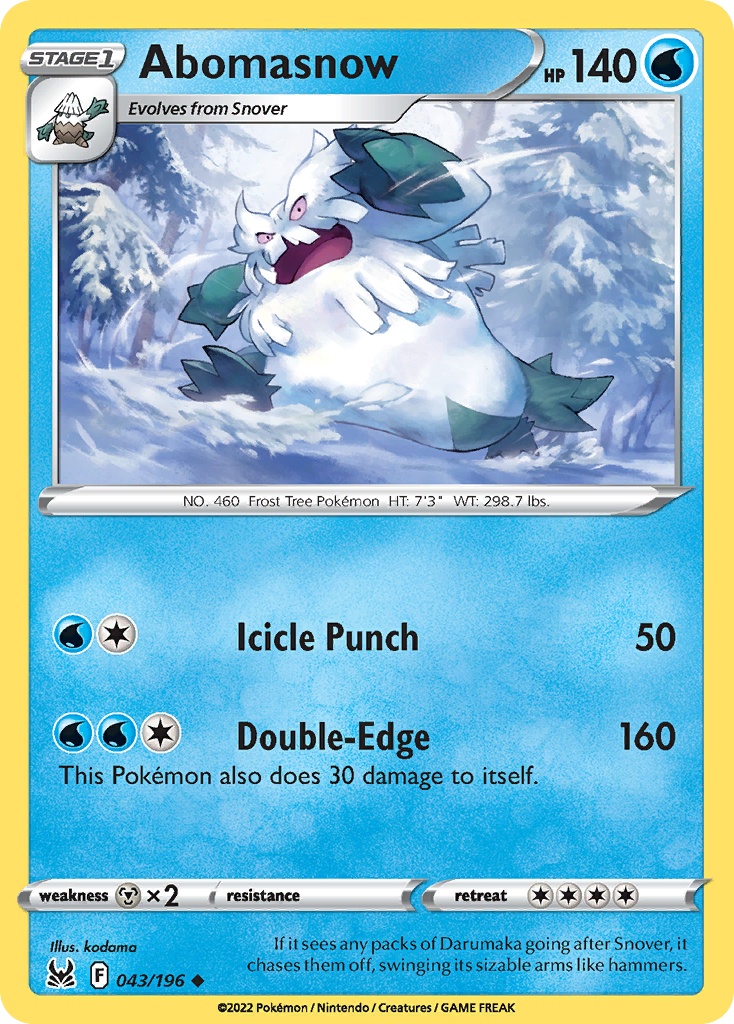 STAGE1
Abomasnow
HP 140
Evolves from Snover
NO. 460 Frost Tree Pokémon HT: 7'3" WT: 298.7 lbs.
Icicle Punch 50
Double-Edge 160
This Pokémon also does 30 damage to itself.
weakness ×2 resistance retreat
Illus. kodama
If it sees any packs of Darumaka going after Snover, it
chases them off, swinging its sizable arms like hammers.
F 043/196
©2022 Pokémon / Nintendo / Creatures / GAME FREAK